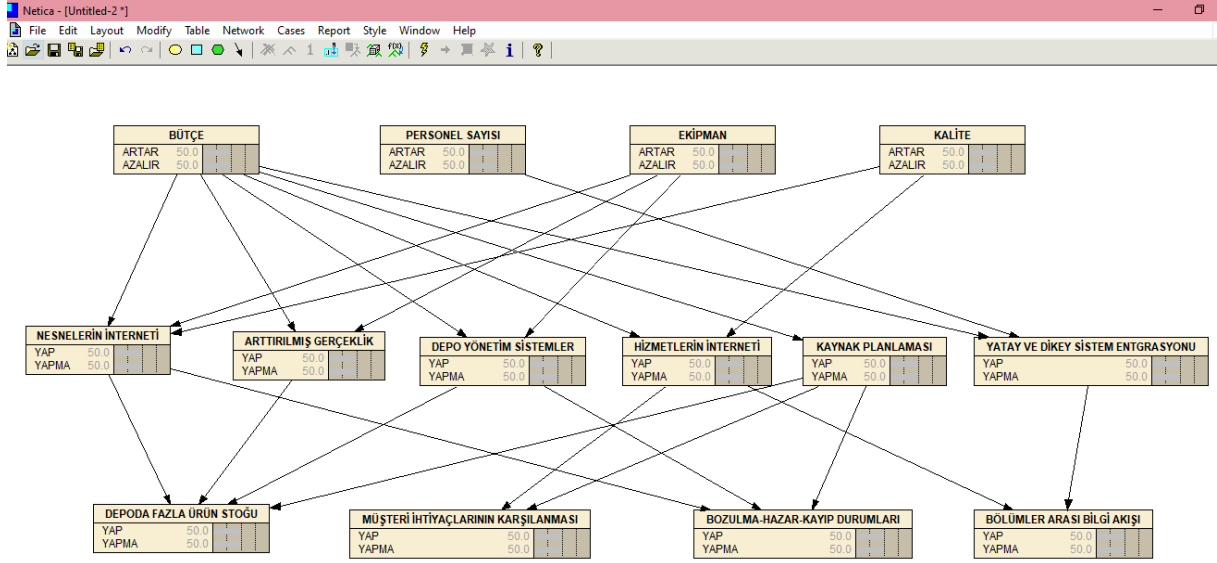 Netica - [Untitled-2 *]
File Edit Layout Modify Table Network Cases Report Style Window Help
BÜTÇE
ARTAR 50.0
AZALIR 50.0
PERSONEL SAYISI
ARTAR 50.0
AZALIR 50.0
EKİPMAN
ARTAR 50.0
AZALIR 50.0
KALİTE
ARTAR 50.0
AZALIR 50.0
NESNELERİN İNTERNETİ
YAP 50.0
YAPMA 50.0
ARTTIRILMIŞ GERÇEKLİK
YAP 50.0
YAPMA 50.0
DEPO YÖNETİM SİSTEMLER
YAP 50.0
YAPMA 50.0
HİZMETLERİN İNTERNETİ
YAP 50.0
YAPMA 50.0
KAYNAK PLANLAMASI
YAP 50.0
YAPMA 50.0
YATAY VE DİKEY SİSTEM ENTGRASYONU
YAP 50.0
YAPMA 50.0
DEPODA FAZLA ÜRÜN STOĞU
YAP 50.0
YAPMA 50.0
MÜŞTERİ İHTİYAÇLARININ KARŞILANMASI
YAP 50.0
YAPMA 50.0
BOZULMA-HAZAR-KAYIP DURUMLARI
YAP 50.0
YAPMA 50.0
BÖLÜMLER ARASI BİLGİ AKIŞI
YAP 50.0
YAPMA 50.0